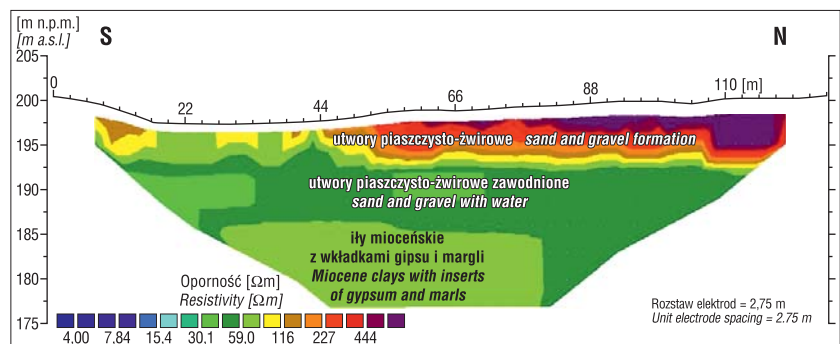 [m n.p.m.]
[m a.s.l.]
S
N
205
200
195
190
185
180
175
0
22
44
66
88
110 [m]
utwory piaszczysto-żwirowe sand and gravel formation
utwory piaszczysto-żwirowe zawodnione
sand and gravel with water
iły mioceńskie
z wkładkami gipsu i margli
Miocene clays with inserts
of gypsum and marls
Oporność [Ωm]
Resistivity [Ωm]
4.00 7.84 15.4 30.1 59.0 116 227 444
Rozstaw elektrod = 2,75 m
Unit electrode spacing = 2.75 m